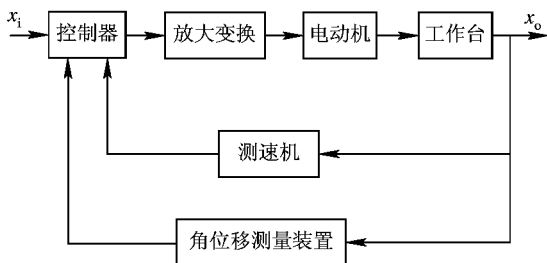 xi
控制器
放大变换
电动机
工作台
xo
测速机
角位移测量装置